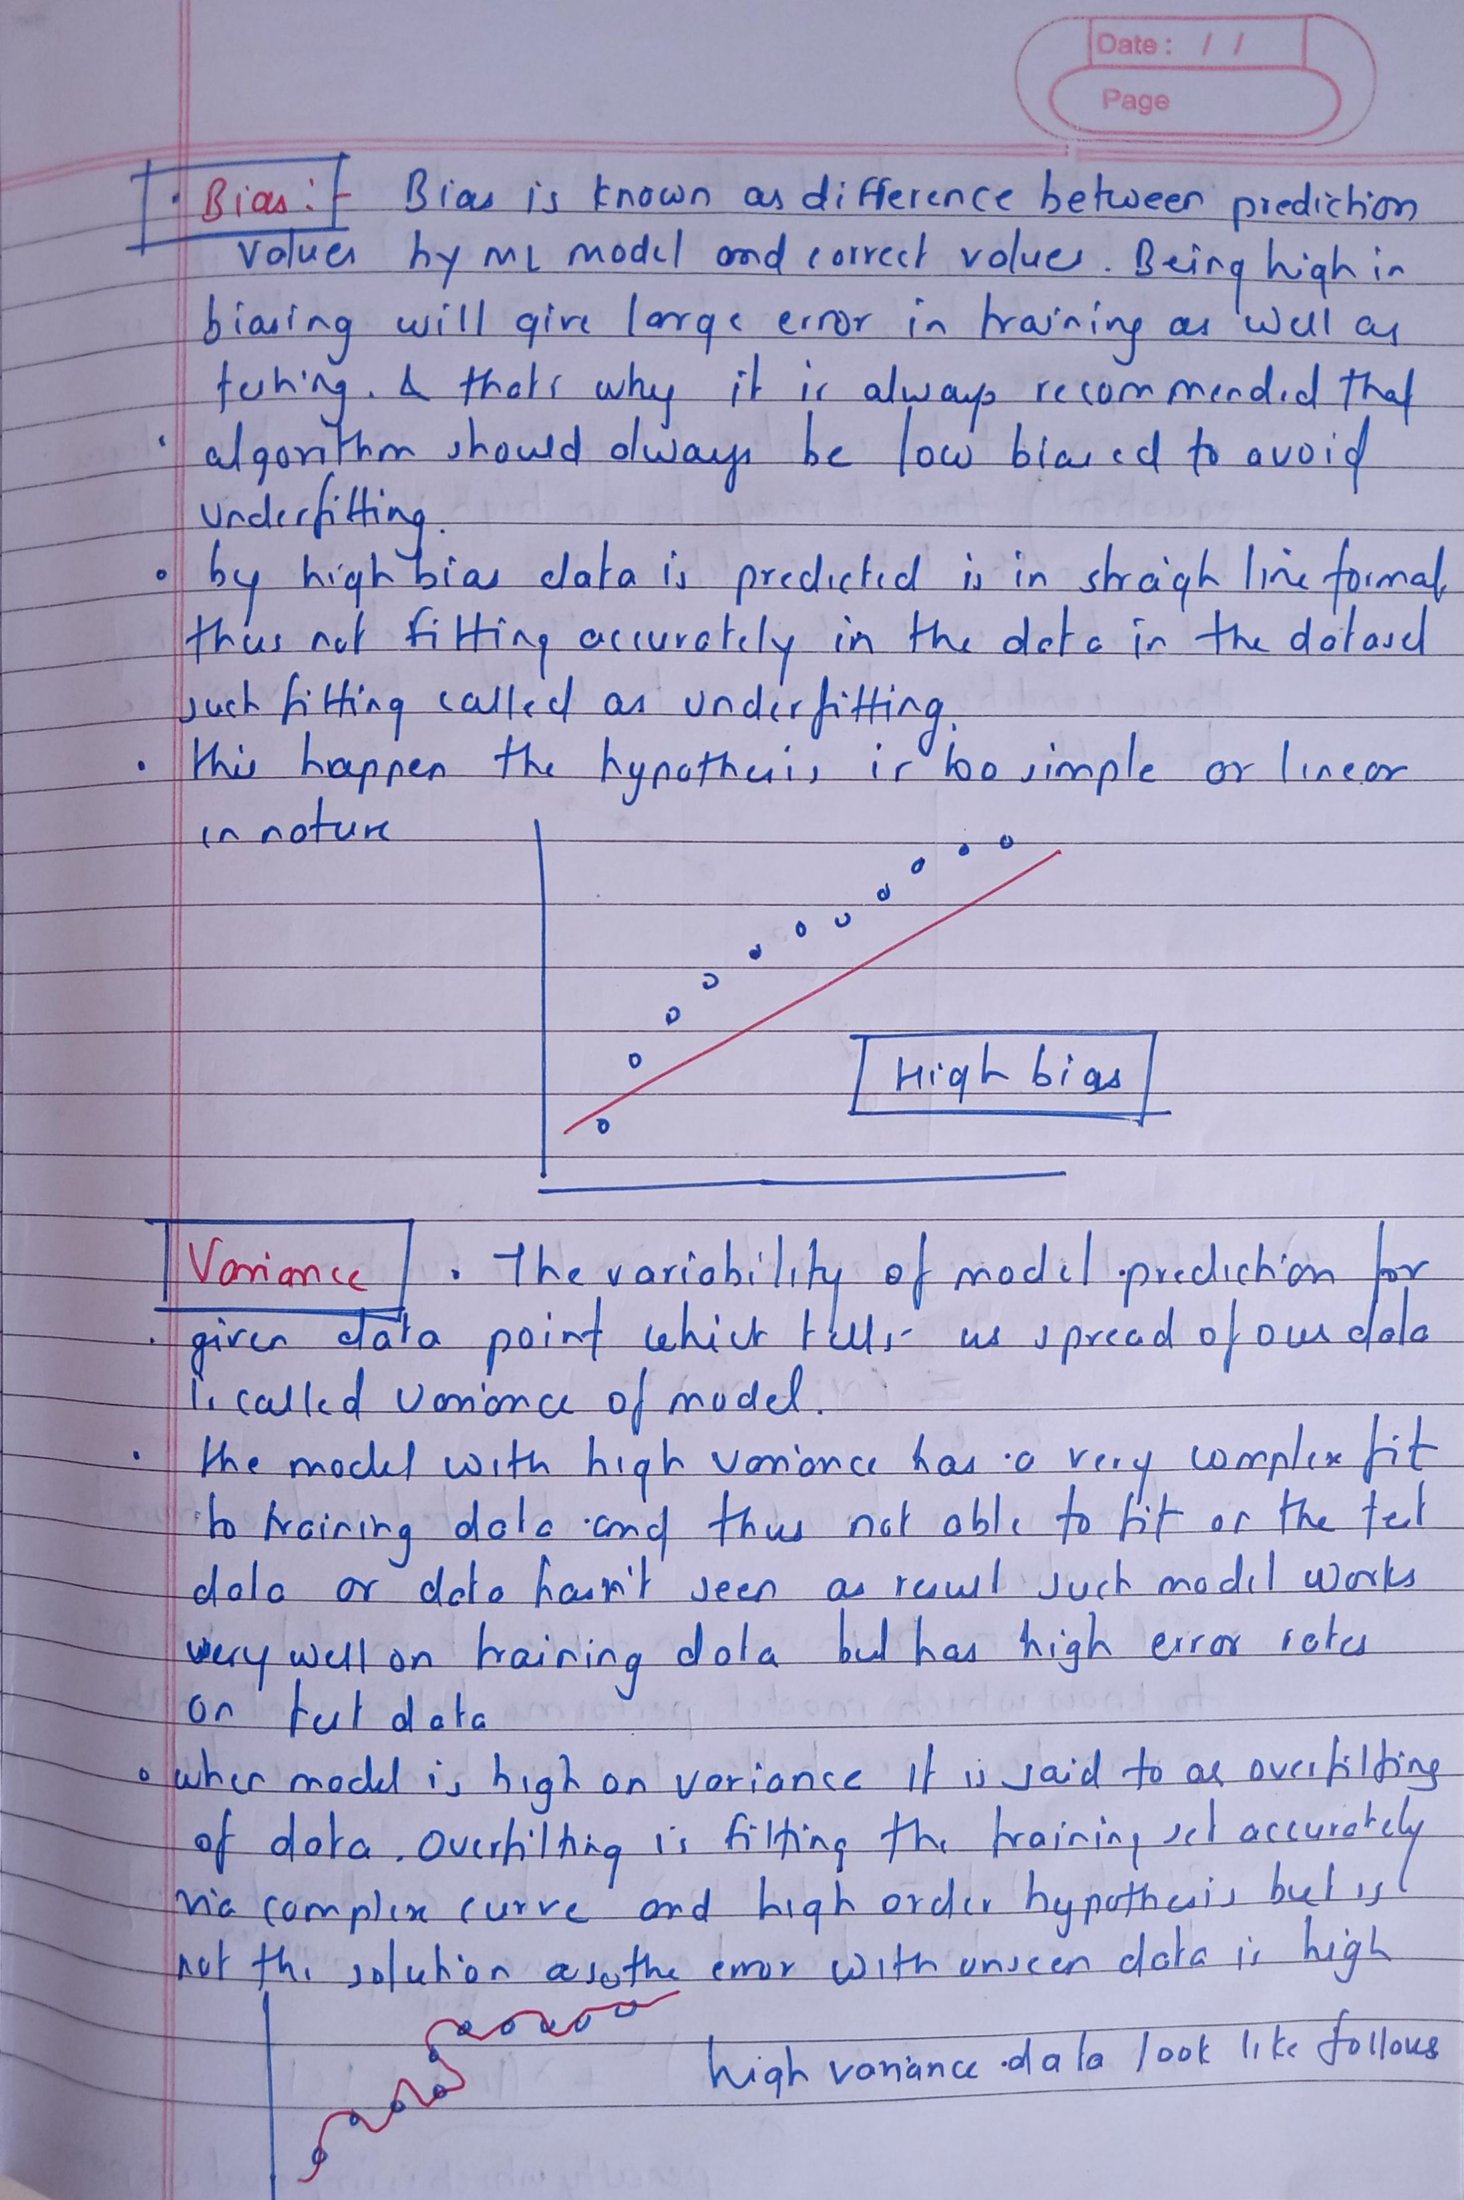 Date : / /
Page
Bias :- Bias is known as difference between prediction
values by ML model and correct values. Being high in
biasing will give large error in training as well as
testing. & thats why it is always recommended that
algorithm should always be low biased to avoid
underfitting.
by high bias data is predicted is in straigh line format,
thus not fitting accurately in the data in the dataset
such fitting called as underfitting.
this happen the hypothesis is too simple or linear
in nature
High bias
Variance . The variability of model prediction for
given data point which tells us spread of our data
is called variance of model.
the model with high variance has a very complex fit
to training data and thus not able to fit on the test
data or data hasn't seen as result such model works
very well on training data but has high error rates
on test data
when model is high on variance it is said to as overfitting
of data. Overfitting is fitting the training set accurately
via complex curve and high order hypothesis but is
not the solution as the error with unseen data is high
high variance data look like follows